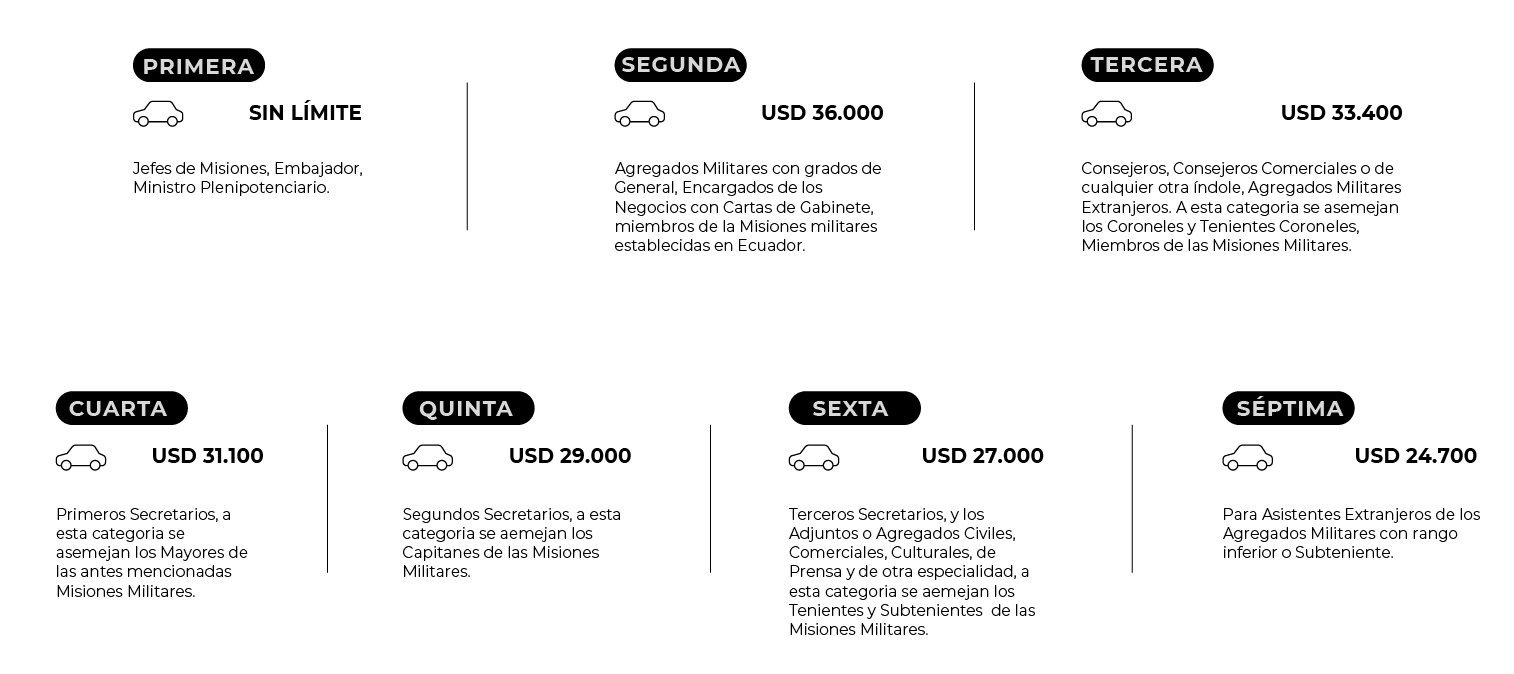 PRIMERA
SIN LÍMITE
Jefes de Misiones, Embajador,
Ministro Plenipotenciario.
SEGUNDA
USD 36.000
Agregados Militares con grados de
General, Encargados de los
Negocios con Cartas de Gabinete,
miembros de la Misiones militares
establecidas en Ecuador.
TERCERA
USD 33.400
Consejeros, Consejeros Comerciales o de
cualquier otra índole, Agregados Militares
Extranjeros. A esta categoria se asemejan
los Coroneles y Tenientes Coroneles,
Miembros de las Misiones Militares.
CUARTA
USD 31.100
Primeros Secretarios, a
esta categoria se
asemejan los Mayores de
las antes mencionadas
Misiones Militares.
QUINTA
USD 29.000
Segundos Secretarios, a esta
categoria se aemejan los
Capitanes de las Misiones
Militares.
SEXTA
USD 27.000
Terceros Secretarios, y los
Adjuntos o Agregados Civiles,
Comerciales, Culturales, de
Prensa y de otra especialidad, a
esta categoria se aemejan los
Tenientes y Subtenientes  de las
Misiones Militares.
SÉPTIMA
USD 24.700
Para Asistentes Extranjeros de los
Agregados Militares con rango
inferior o Subteniente.